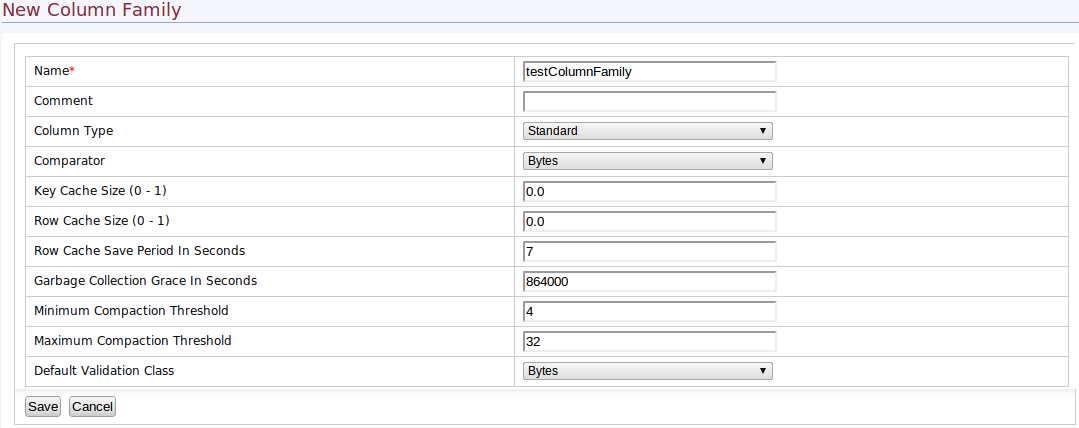 New Column Family
Name* testColumnFamily
Comment
Column Type Standard
Comparator Bytes
Key Cache Size (0 - 1) 0.0
Row Cache Size (0 - 1) 0.0
Row Cache Save Period In Seconds 7
Garbage Collection Grace In Seconds 864000
Minimum Compaction Threshold 4
Maximum Compaction Threshold 32
Default Validation Class Bytes
Save Cancel